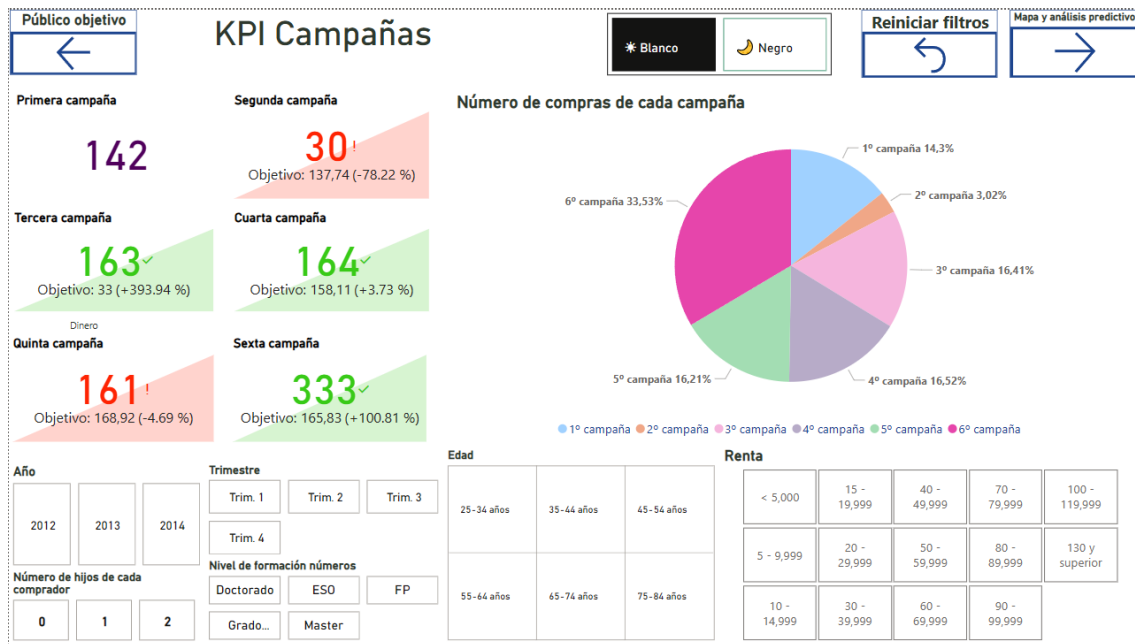 Público objetivo
KPI Campañas
Blanco
Negro
Reiniciar filtros
Mapa y análisis predictivo
Primera campaña
142
Segunda campaña
30!
Objetivo: 137,74 (-78.22 %)
Tercera campaña
163
Objetivo: 33 (+393.94 %)
Cuarta campaña
164
Objetivo: 158,11 (+3.73 %)
Dinero
Quinta campaña
161!
Objetivo: 168,92 (-4.69 %)
Sexta campaña
333
Objetivo: 165,83 (+100.81 %)
Número de compras de cada campaña
1º campaña 14,3%
2º campaña 3,02%
3º campaña 16,41%
4º campaña 16,52%
5º campaña 16,21%
6º campaña 33,53%
1º campaña 2º campaña 3º campaña 4º campaña 5º campaña 6º campaña
Año
2012 2013 2014
Número de hijos de cada
comprador
0 1 2
Trimestre
Trim. 1 Trim. 2 Trim. 3
Trim. 4
Nivel de formación números
Doctorado ESO FP
Grado... Master
Edad
25-34 años 35-44 años 45-54 años
55-64 años 65-74 años 75-84 años
Renta
< 5,000
15 -
19,999
40 -
49,999
70 -
79,999
100 -
119,999
5 - 9,999
20 -
29,999
50 -
59,999
80 -
89,999
130 y
superior
10 -
14,999
30 -
39,999
60 -
69,999
90 -
99,999